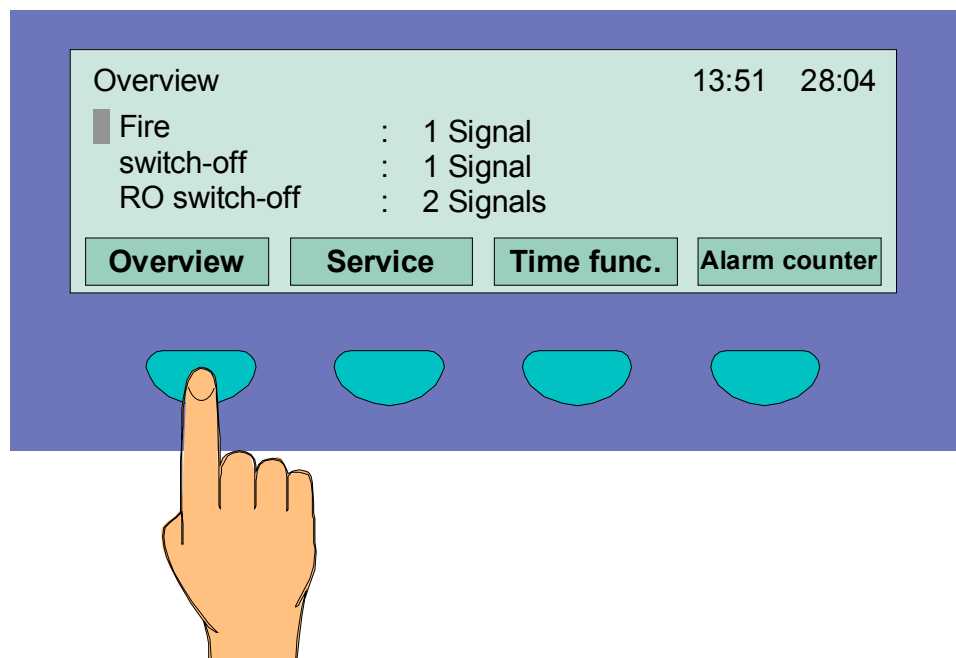 Overview 13:51 28:04
Fire : 1 Signal
switch-off : 1 Signal
RO switch-off : 2 Signals
Overview Service Time func. Alarm counter